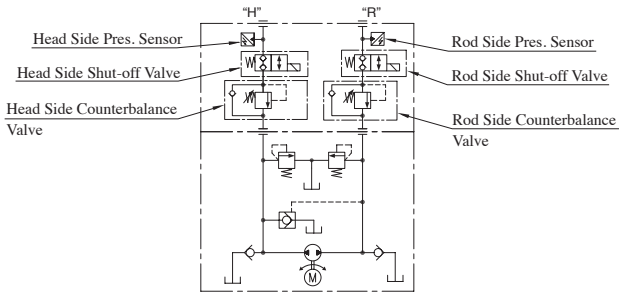 "H" "R"
Head Side Pres. Sensor
Head Side Shut-off Valve
Head Side Counterbalance
Valve
Rod Side Pres. Sensor
Rod Side Shut-off Valve
Rod Side Counterbalance
Valve
M